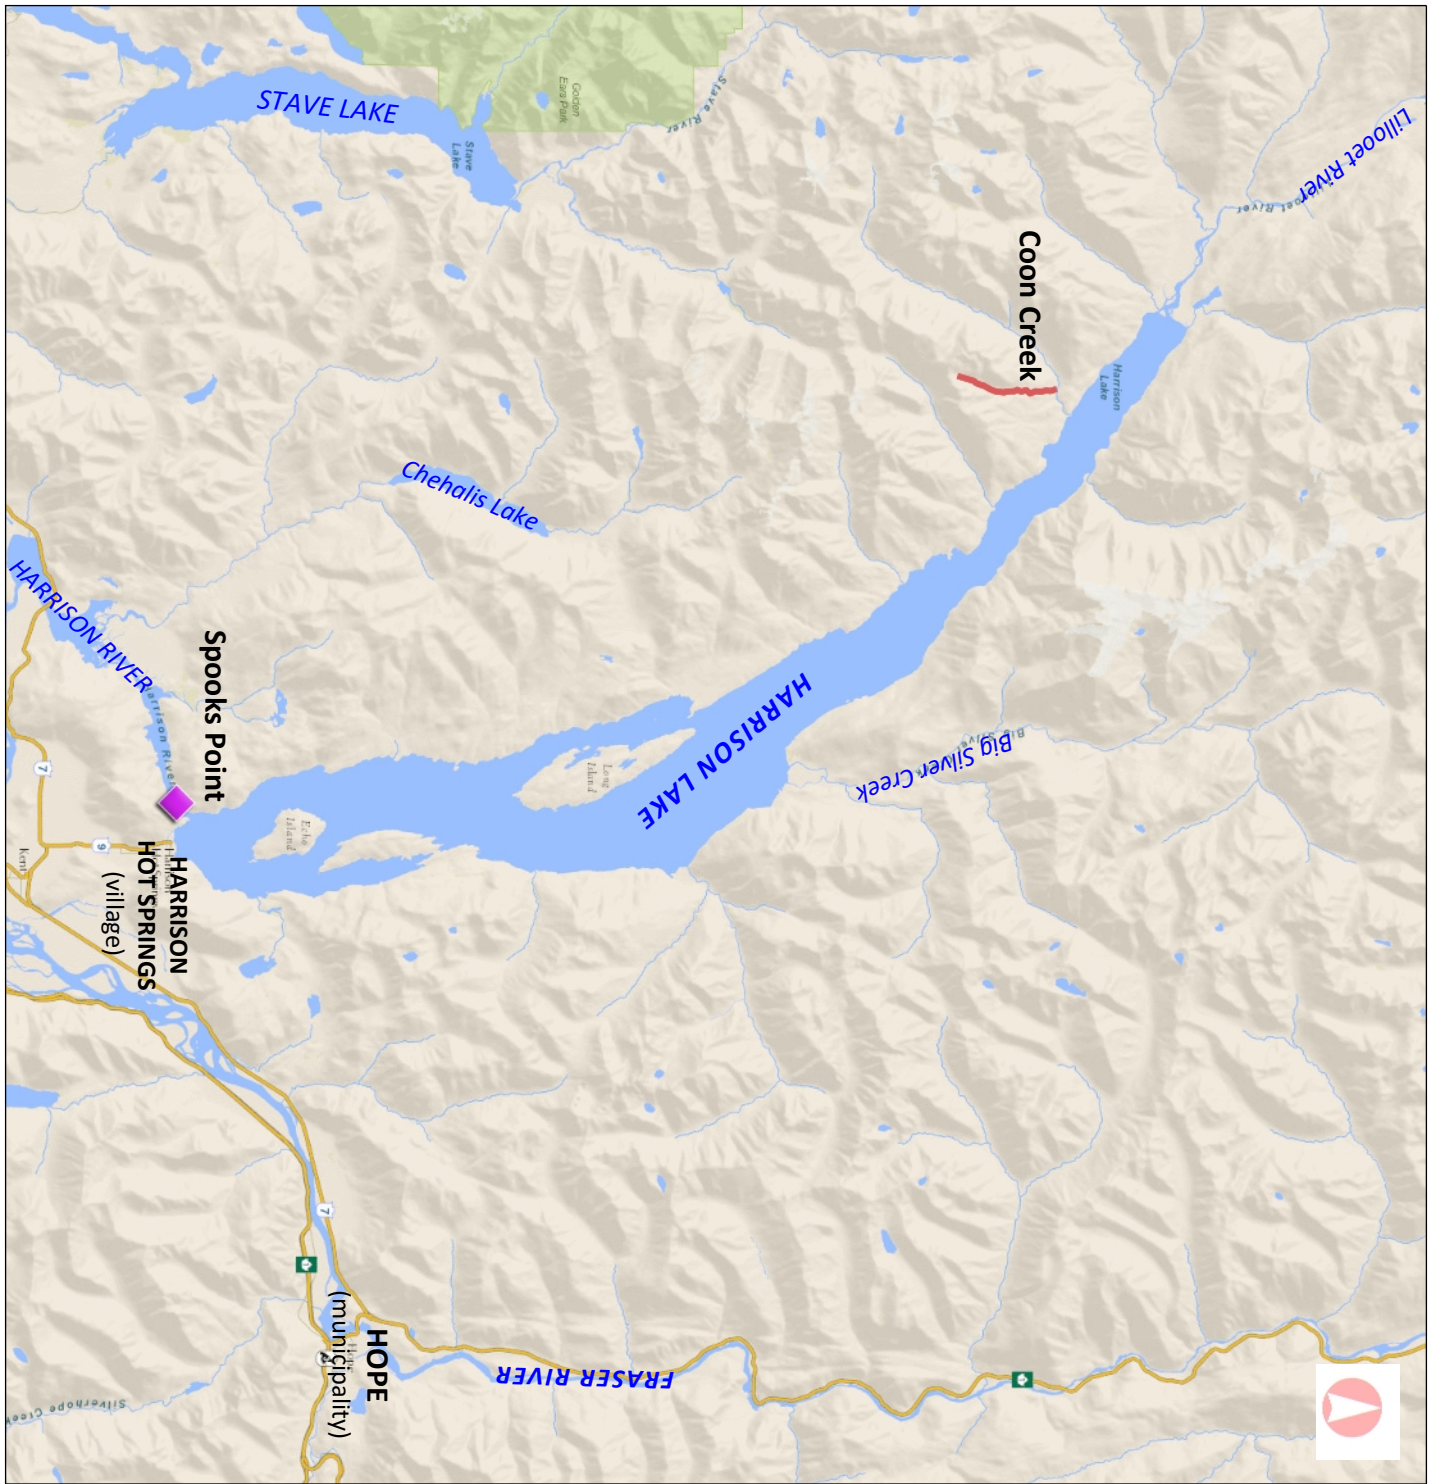 Lillooet River
Lillooet River
Coon Creek
Harrison
Lake
Stave River
Golden
Ears Park
STAVE LAKE
Stave
Lake
Chehalis Lake
HARRISON LAKE
Big Silver Creek
Long
Island
Echo
Island
HARRISON RIVER
Harrison River
Spooks Point
HARRISON
HOT SPRINGS
(village)
7
9
Kent
FRASER RIVER
HOPE
(municipality)
Hope
7
Silverhope Creek